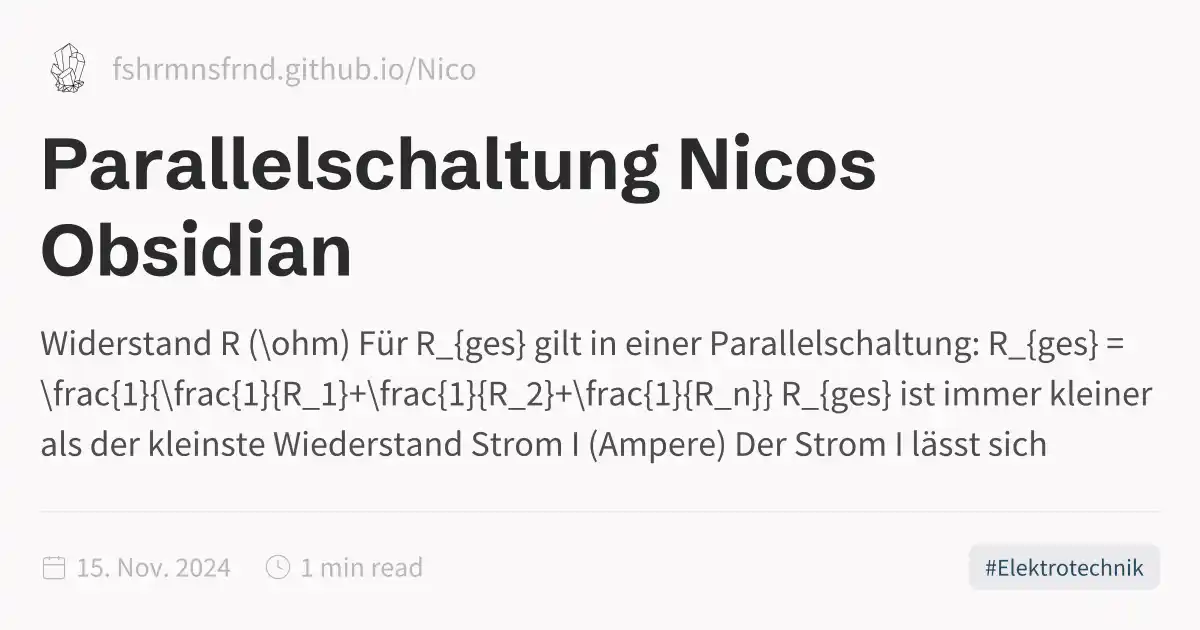 fshrmnsfrnd.github.io/Nico
Parallelschaltung Nicos
Obsidian
Widerstand R (\ohm) Für R_{ges} gilt in einer Parallelschaltung: R_{ges} =
\frac{1}{\frac{1}{R_1}+\frac{1}{R_2}+\frac{1}{R_n}} R_{ges} ist immer kleiner
als der kleinste Wiederstand Strom I (Ampere) Der Strom I lässt sich
15. Nov. 2024 1 min read
#Elektrotechnik